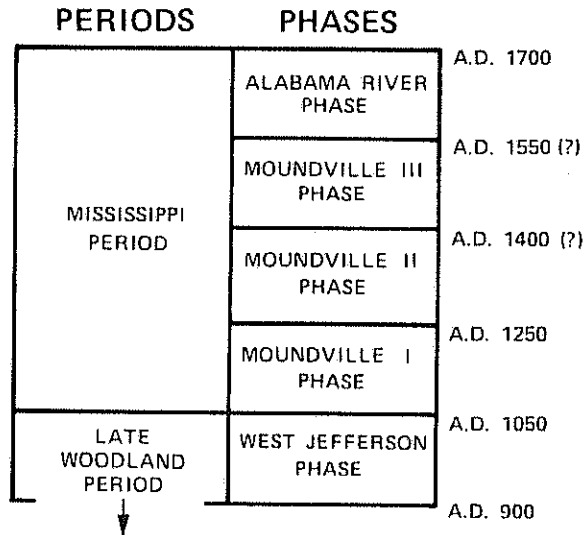 PERIODS PHASES
A.D. 1700
ALABAMA RIVER
PHASE
A.D. 1550 (?)
MOUNDVILLE III
PHASE
MISSISSIPPI
PERIOD
A.D. 1400 (?)
MOUNDVILLE II
PHASE
A.D. 1250
MOUNDVILLE I
PHASE
A.D. 1050
LATE
WOODLAND
PERIOD
WEST JEFFERSON
PHASE
A.D. 900